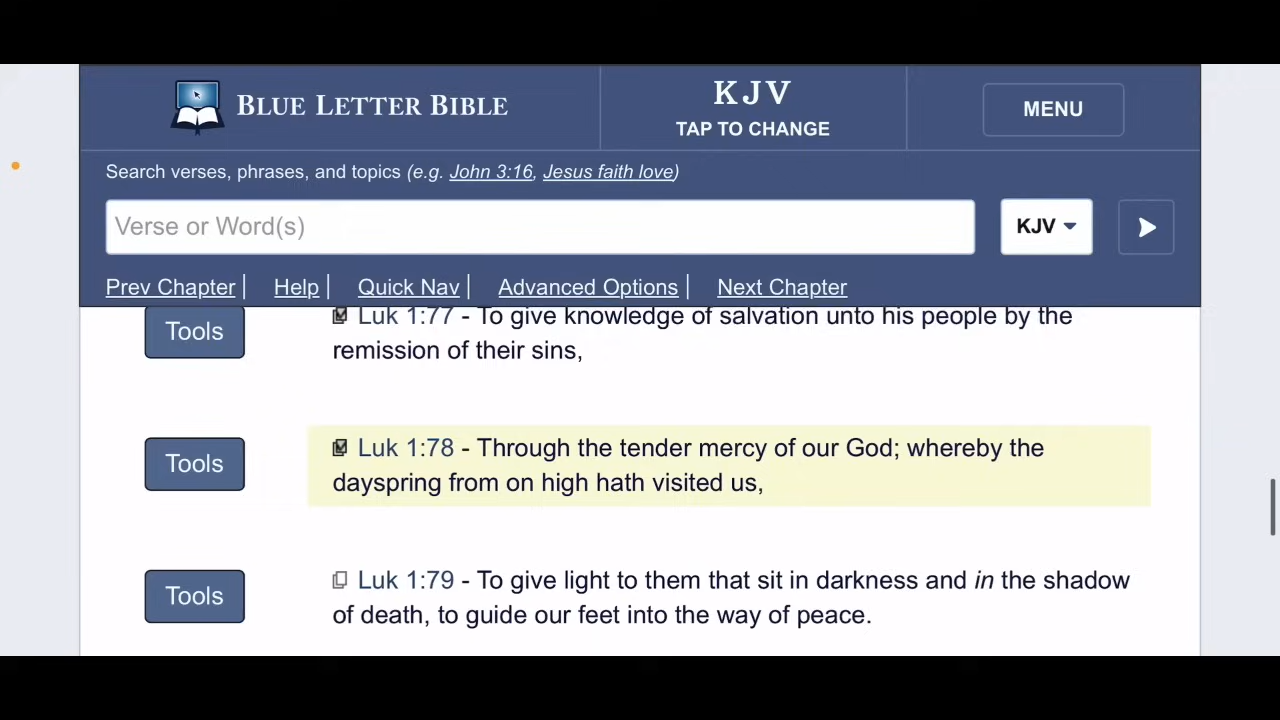 BLUE LETTER BIBLE
KJV
TAP TO CHANGE
MENU
Search verses, phrases, and topics (e.g. John 3:16, Jesus faith love)
Verse or Word(s)
KJV
Prev Chapter | Help | Quick Nav | Advanced Options | Next Chapter
Tools
Luk 1:77 - To give knowledge of salvation unto his people by the
remission of their sins,
Tools
Luk 1:78 - Through the tender mercy of our God; whereby the
dayspring from on high hath visited us,
Tools
Luk 1:79 - To give light to them that sit in darkness and in the shadow
of death, to guide our feet into the way of peace.